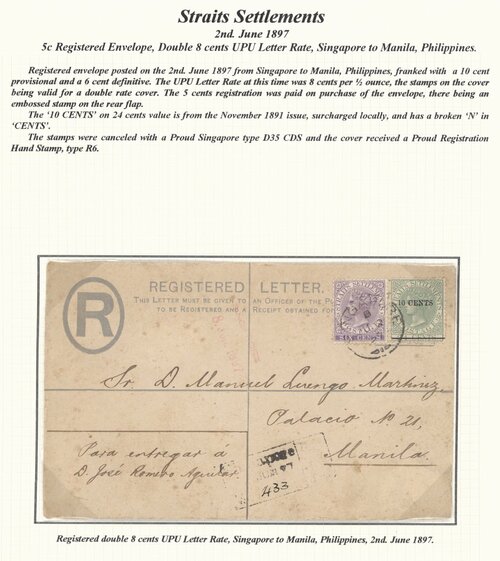 Straits Settlements
2nd. June 1897
5c Registered Envelope, Double 8 cents UPU Letter Rate, Singapore to Manila, Philippines.
Registered envelope posted on the 2nd. June 1897 from Singapore to Manila, Philippines, franked with a 10 cent
provisional and a 6 cent definitive. The UPU Letter Rate at this time was 8 cents per ½ ounce, the stamps on the cover
being valid for a double rate cover. The 5 cents registration was paid on purchase of the envelope, there being an
embossed stamp on the rear flap.
The '10 CENTS' on 24 cents value is from the November 1891 issue, surcharged locally, and has a broken 'N' in
'CENTS'.
The stamps were canceled with a Proud Singapore type D35 CDS and the cover received a Proud Registration
Hand Stamp, type R6.
R
REGISTERED LETTER.
THIS LETTER MUST BE GIVEN TO AN OFFICER OF THE
TO BE REGISTERED AND A RECEIPT OBTAINED FOR
STRAITS SETTLEMENTS
SIX CENTS
10 CENTS
Sr. D. Manuel Luengo Martinez
Palacio Nº 21,
Manila
Para entregar á
D. José Romero Aguilar
433
Registered double 8 cents UPU Letter Rate, Singapore to Manila, Philippines, 2nd. June 1897.